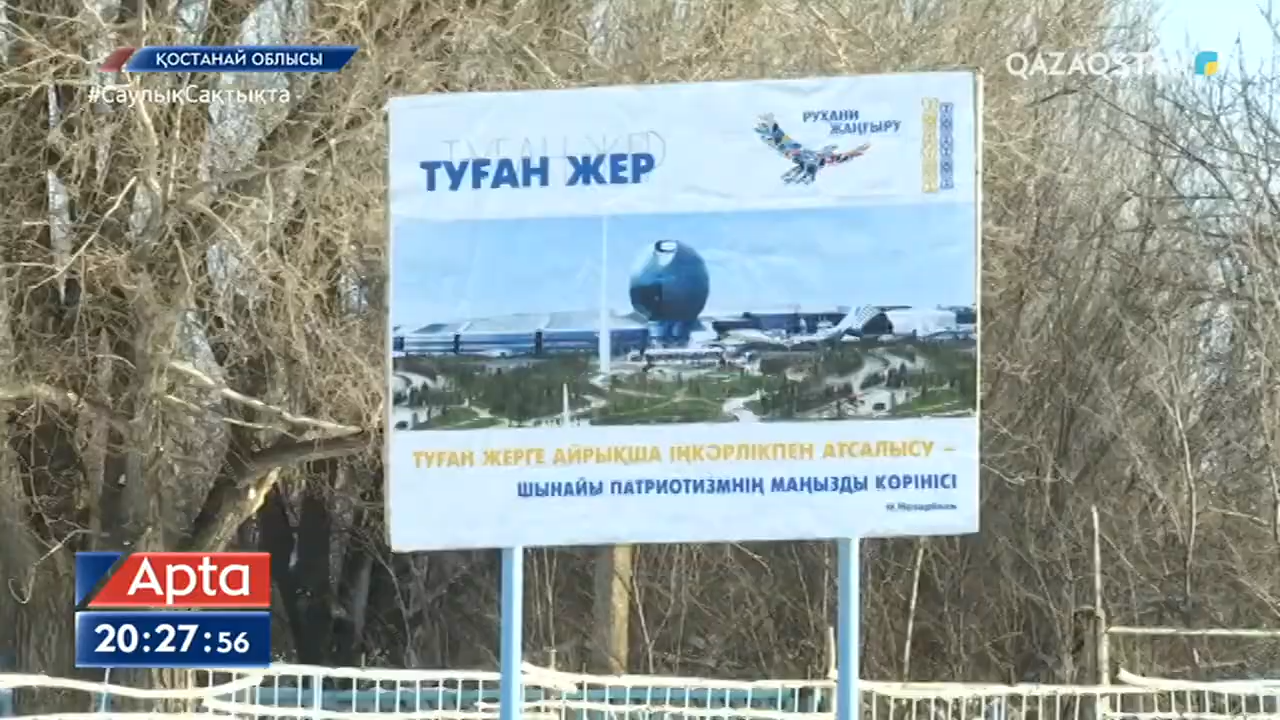 ҚОСТАНАЙ ОБЛЫСЫ
#СаулықСақтықта
QAZAQSTAN
РУХАНИ
ЖАҢҒЫРУ
ТУҒАН ЖЕР
ТУҒАН ЖЕРГЕ АЙРЫҚША ІҢКӘРЛІКПЕН АТСАЛЫСУ –
ШЫНАЙЫ ПАТРИОТИЗМНІҢ МАҢЫЗДЫ КӨРІНІСІ
Apta
20:27:56